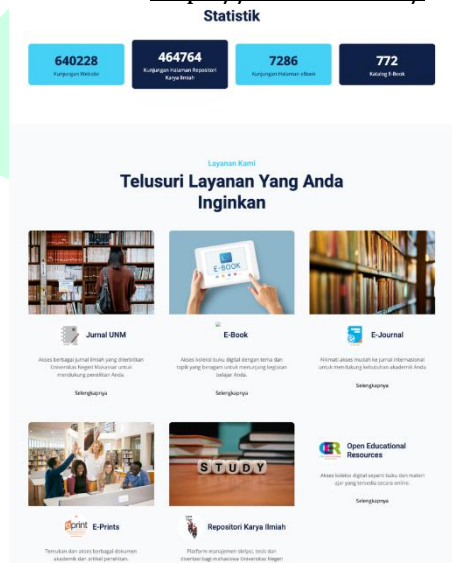 Statistik
640228
Kunjungan Website
464764
Kunjungan Halaman Repositori
Karya Ilmiah
7286
Kunjungan Halaman eBook
772
Katalog E-Book
Layanan Kami
Telusuri Layanan Yang Anda
Inginkan
E-BOOK
Jurnal UNM
Akses berbagai jurnal ilmiah yang diterbitkan
Universitas Negeri Makassar untuk
mendukung penelitian Anda.
Selengkapnya
E-Book
Akses koleksi buku digital dengan tema dan
topik yang beragam untuk menunjang kegiatan
belajar Anda.
Selengkapnya
E-Journal
Nikmati akses mudah ke jurnal internasional
untuk mendukung kebutuhan akademik Anda
Selengkapnya
STUDY
Open Educational
Resources
Akses koleksi digital seperti buku dan materi
ajar yang tersedia secara online.
Selengkapnya
print E-Prints
Temukan dan akses berbagai dokumen
akademik dan artikel penelitian.
Repositori Karya Ilmiah
Platform manajemen skripsi, tesis dan
disertasi bagi mahasiswa Universitas Negeri